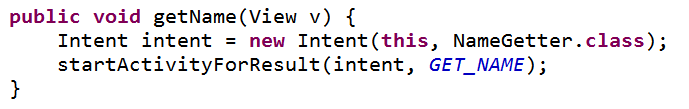 public void getName(View v) {
    Intent intent = new Intent(this, NameGetter.class);
    startActivityForResult(intent, GET_NAME);
}